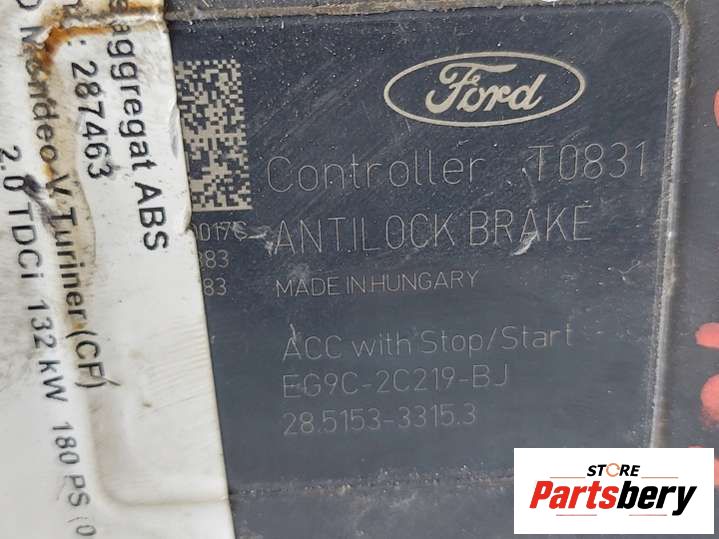 Ford
Controller T0831
ANTILOCK BRAKE
MADE IN HUNGARY
ACC with Stop/Start
EG9C-2C219-BJ
28.5153-3315.3
aggregat ABS
: 287463
Mondeo V Turiner (CF)
2.0 TDCi 132 kW 180 PS
STORE
Partsbery